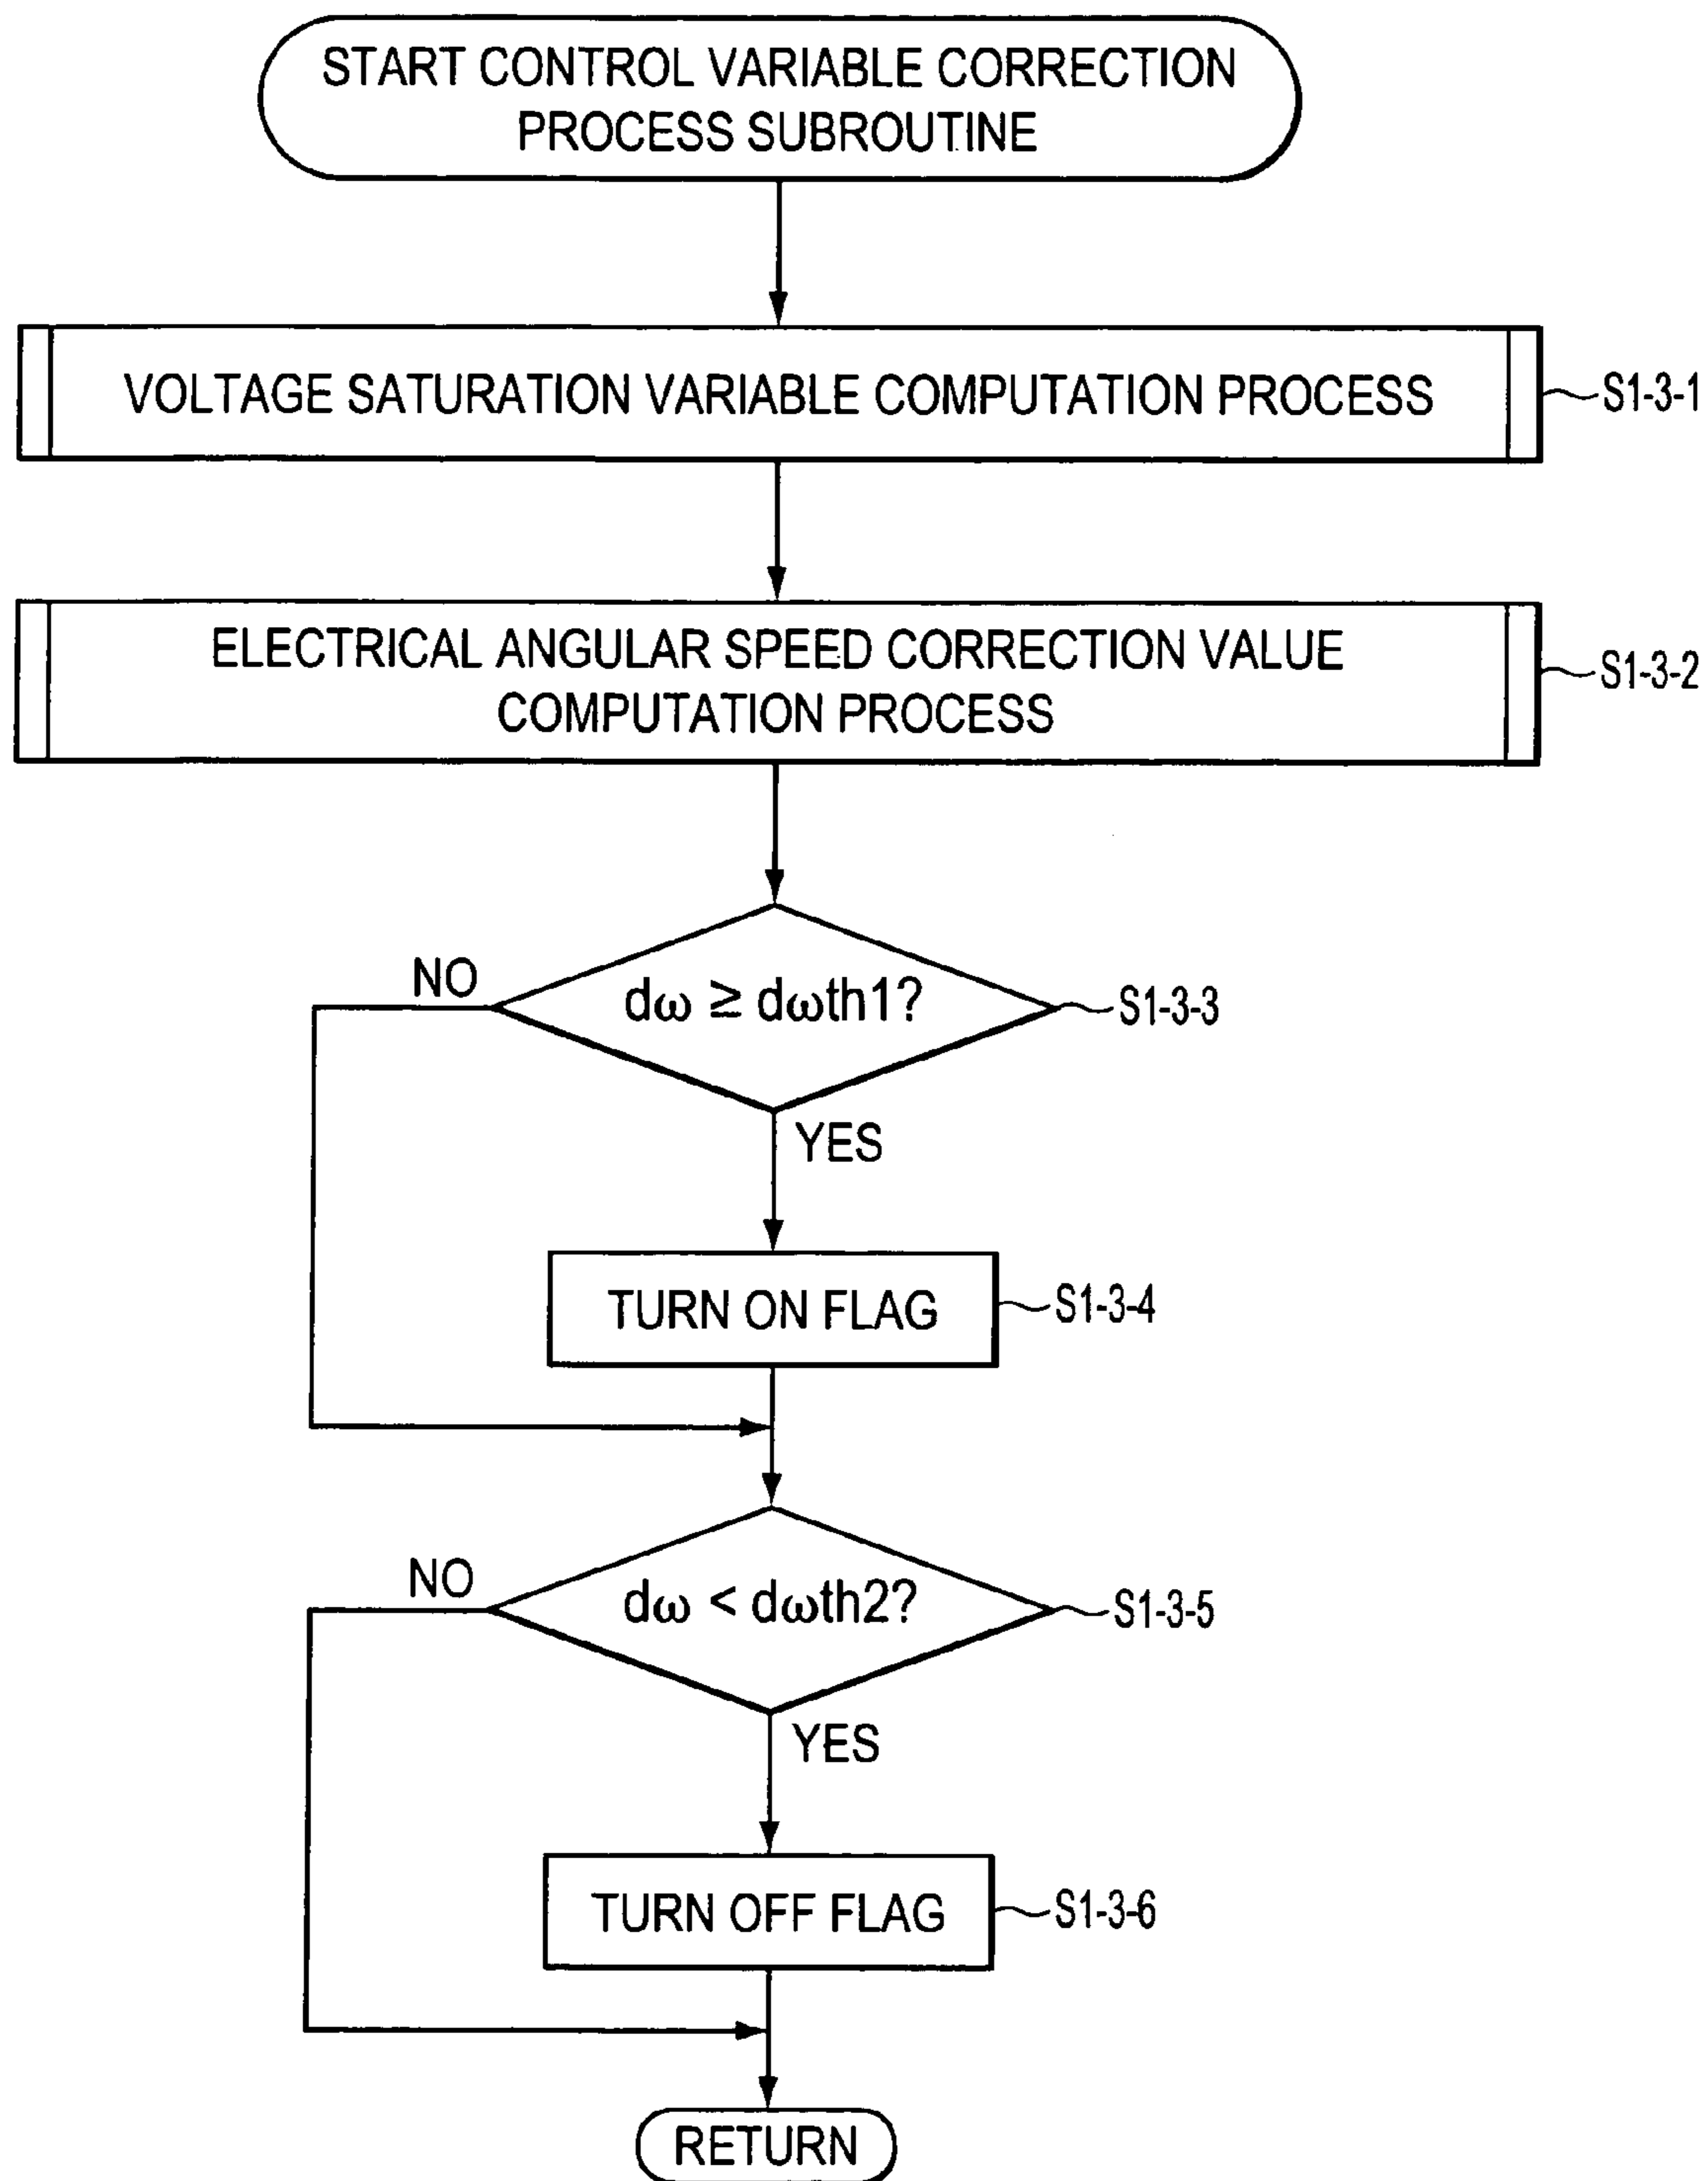 START CONTROL VARIABLE CORRECTION
PROCESS SUBROUTINE
VOLTAGE SATURATION VARIABLE COMPUTATION PROCESS
S1-3-1
ELECTRICAL ANGULAR SPEED CORRECTION VALUE
COMPUTATION PROCESS
S1-3-2
NO
dω ≥ dωth1?
S1-3-3
YES
TURN ON FLAG
S1-3-4
NO
dω < dωth2?
S1-3-5
YES
TURN OFF FLAG
S1-3-6
RETURN